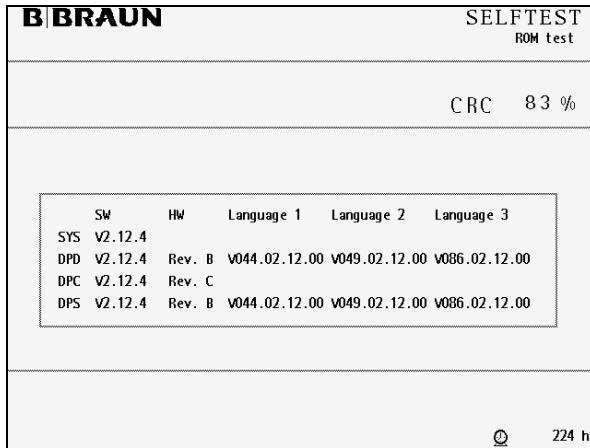 B|BRAUN
SELFTEST
ROM test
CRC 83 %
SW HW Language 1 Language 2 Language 3
SYS V2.12.4
DPD V2.12.4 Rev. B V044.02.12.00 V049.02.12.00 V086.02.12.00
DPC V2.12.4 Rev. C
DPS V2.12.4 Rev. B V044.02.12.00 V049.02.12.00 V086.02.12.00
224 h